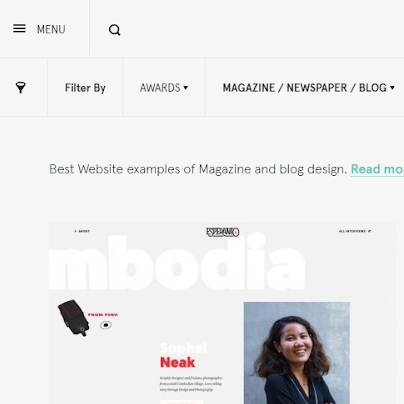 MENU
Filter By
AWARDS
MAGAZINE / NEWSPAPER / BLOG
Best Website examples of Magazine and blog design. Read mo
ABOUT
ESPERANTO
ALL INTERVIEWS
mbodia
PHNOM PENH
Sophal
Neak